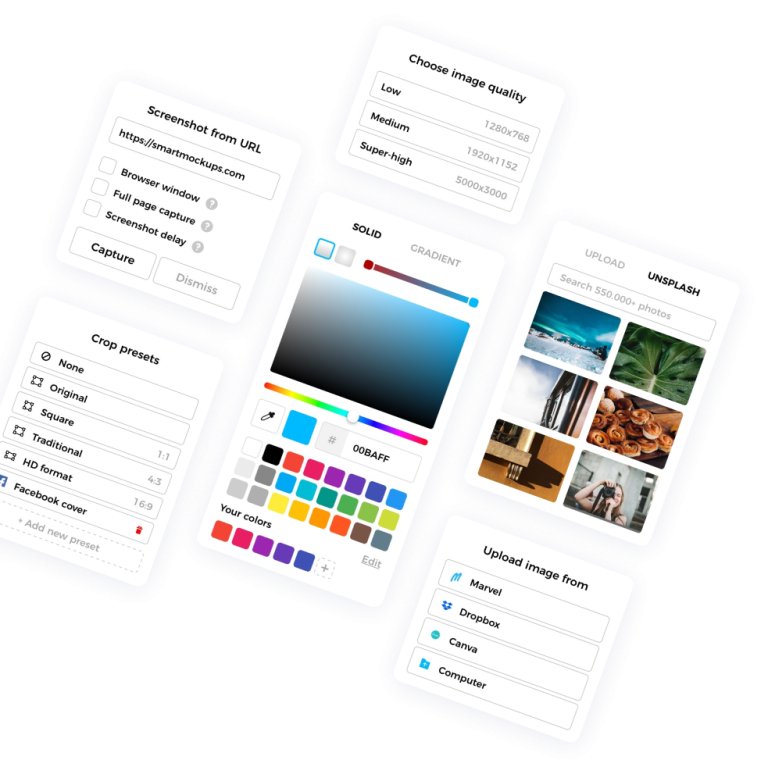 Choose image quality
Low 1280x768
Medium 1920x1152
Super-high 5000x3000
Screenshot from URL
https://smartmockups.com
Browser window ?
Full page capture ?
Screenshot delay ?
Capture Dismiss
SOLID GRADIENT
# 00BAFF
Your colors
+
Edit
UPLOAD UNSPLASH
Search 550.000+ photos
Crop presets
None
Original
Square
Traditional 1:1
HD format 4:3
Facebook cover 16:9
+ Add new preset
Upload image from
Marvel
Dropbox
Canva
Computer